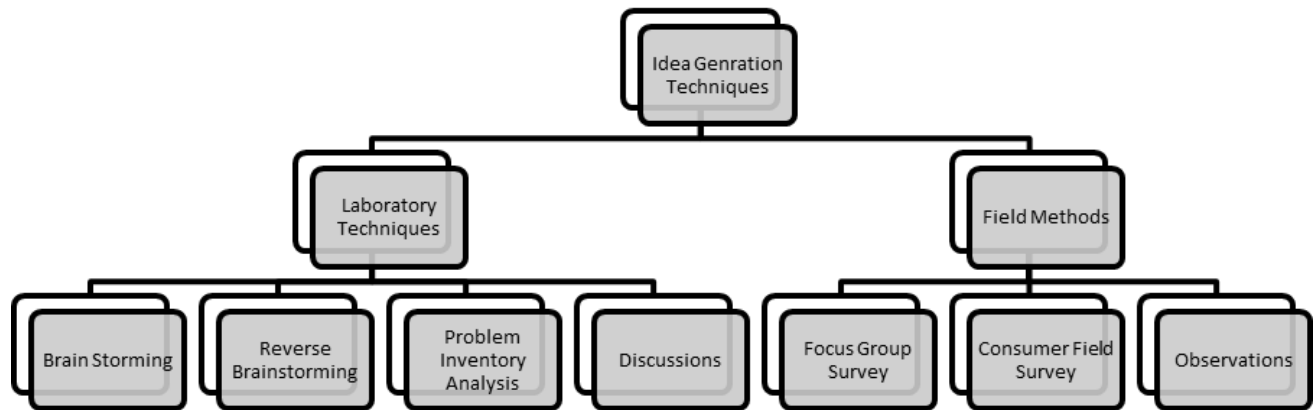 Idea Genration
Techniques
Laboratory
Techniques
Field Methods
Brain Storming
Reverse
Brainstorming
Problem
Inventory
Analysis
Discussions
Focus Group
Survey
Consumer Field
Survey
Observations